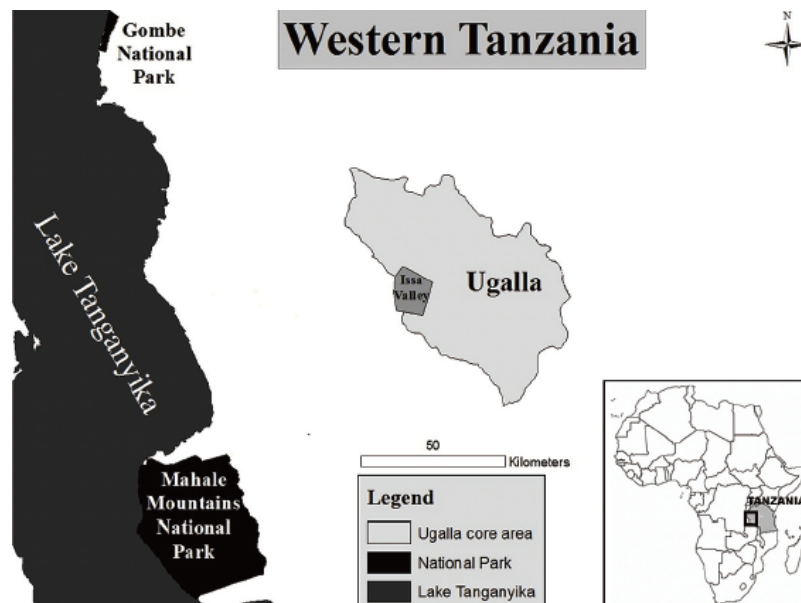 Gombe
National
Park
Western Tanzania
N
Lake Tanganyika
Issa
Valley
Ugalla
50
Kilometers
Mahale
Mountains
National
Park
Legend
Ugalla core area
National Park
Lake Tanganyika
TANZANIA